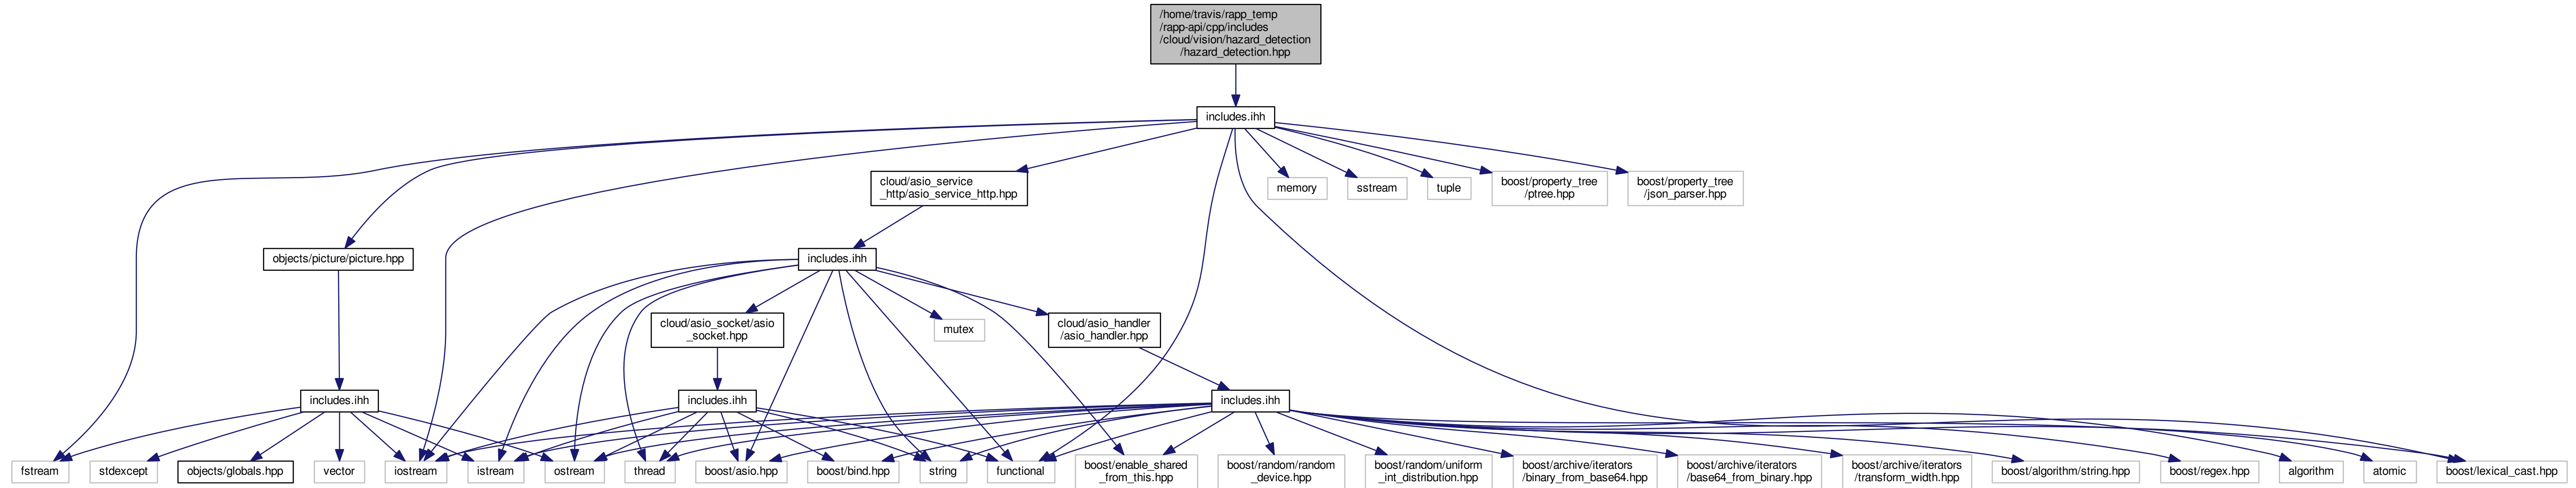 /home/travis/rapp_temp
/rapp-api/cpp/includes
/cloud/vision/hazard_detection
/hazard_detection.hpp
includes.ihh
cloud/asio_service
_http/asio_service_http.hpp
memory
sstream
tuple
boost/property_tree
/ptree.hpp
boost/property_tree
/json_parser.hpp
objects/picture/picture.hpp
includes.ihh
cloud/asio_socket/asio
_socket.hpp
mutex
cloud/asio_handler
/asio_handler.hpp
includes.ihh
includes.ihh
includes.ihh
fstream
stdexcept
objects/globals.hpp
vector
iostream
istream
ostream
thread
boost/asio.hpp
boost/bind.hpp
string
functional
boost/enable_shared
_from_this.hpp
boost/random/random
_device.hpp
boost/random/uniform
_int_distribution.hpp
boost/archive/iterators
/binary_from_base64.hpp
boost/archive/iterators
/base64_from_binary.hpp
boost/archive/iterators
/transform_width.hpp
boost/algorithm/string.hpp
boost/regex.hpp
algorithm
atomic
boost/lexical_cast.hpp